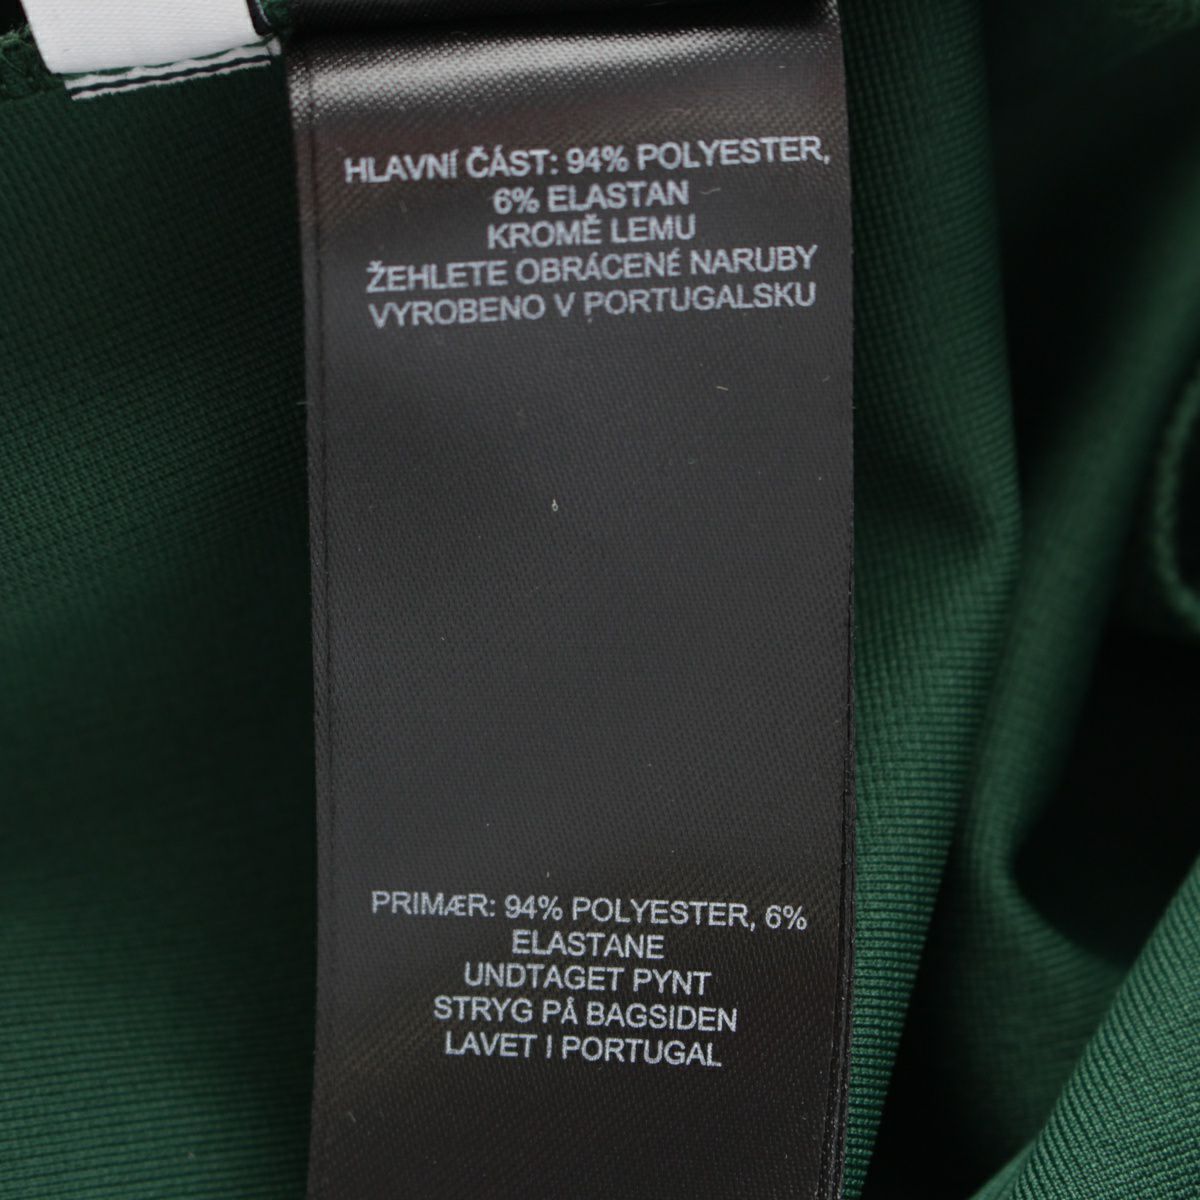 HLAVNÍ ČÁST: 94% POLYESTER,
6% ELASTAN
KROMĚ LEMU
ŽEHLETE OBRÁCENÉ NARUBY
VYROBENO V PORTUGALSKU
PRIMÆR: 94% POLYESTER, 6%
ELASTANE
UNDTAGET PYNT
STRYG PÅ BAGSIDEN
LAVET I PORTUGAL